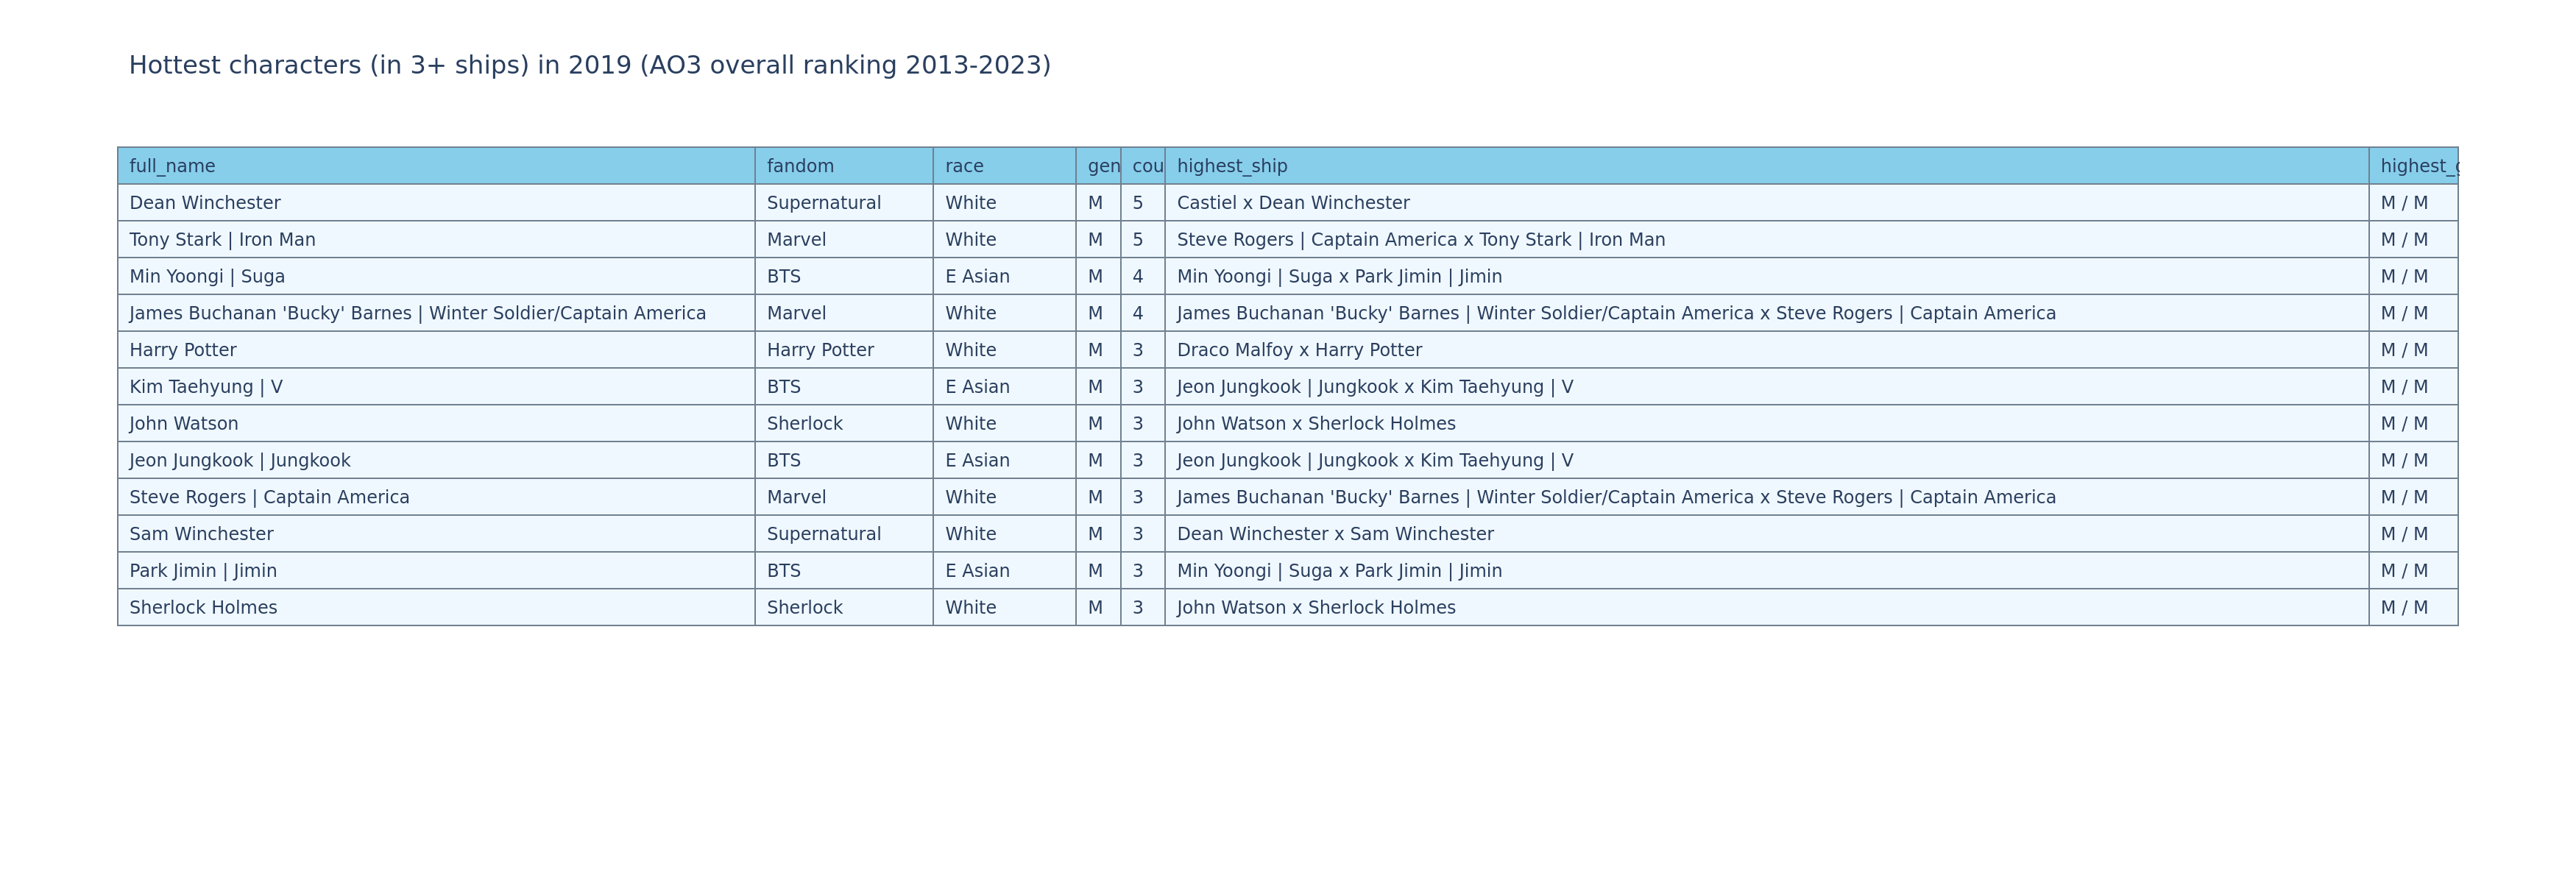 Hottest characters (in 3+ ships) in 2019 (AO3 overall ranking 2013-2023)
full_name fandom race gen cou highest_ship highest_g
Dean Winchester Supernatural White M 5 Castiel x Dean Winchester M / M
Tony Stark | Iron Man Marvel White M 5 Steve Rogers | Captain America x Tony Stark | Iron Man M / M
Min Yoongi | Suga BTS E Asian M 4 Min Yoongi | Suga x Park Jimin | Jimin M / M
James Buchanan 'Bucky' Barnes | Winter Soldier/Captain America Marvel White M 4 James Buchanan 'Bucky' Barnes | Winter Soldier/Captain America x Steve Rogers | Captain America M / M
Harry Potter Harry Potter White M 3 Draco Malfoy x Harry Potter M / M
Kim Taehyung | V BTS E Asian M 3 Jeon Jungkook | Jungkook x Kim Taehyung | V M / M
John Watson Sherlock White M 3 John Watson x Sherlock Holmes M / M
Jeon Jungkook | Jungkook BTS E Asian M 3 Jeon Jungkook | Jungkook x Kim Taehyung | V M / M
Steve Rogers | Captain America Marvel White M 3 James Buchanan 'Bucky' Barnes | Winter Soldier/Captain America x Steve Rogers | Captain America M / M
Sam Winchester Supernatural White M 3 Dean Winchester x Sam Winchester M / M
Park Jimin | Jimin BTS E Asian M 3 Min Yoongi | Suga x Park Jimin | Jimin M / M
Sherlock Holmes Sherlock White M 3 John Watson x Sherlock Holmes M / M